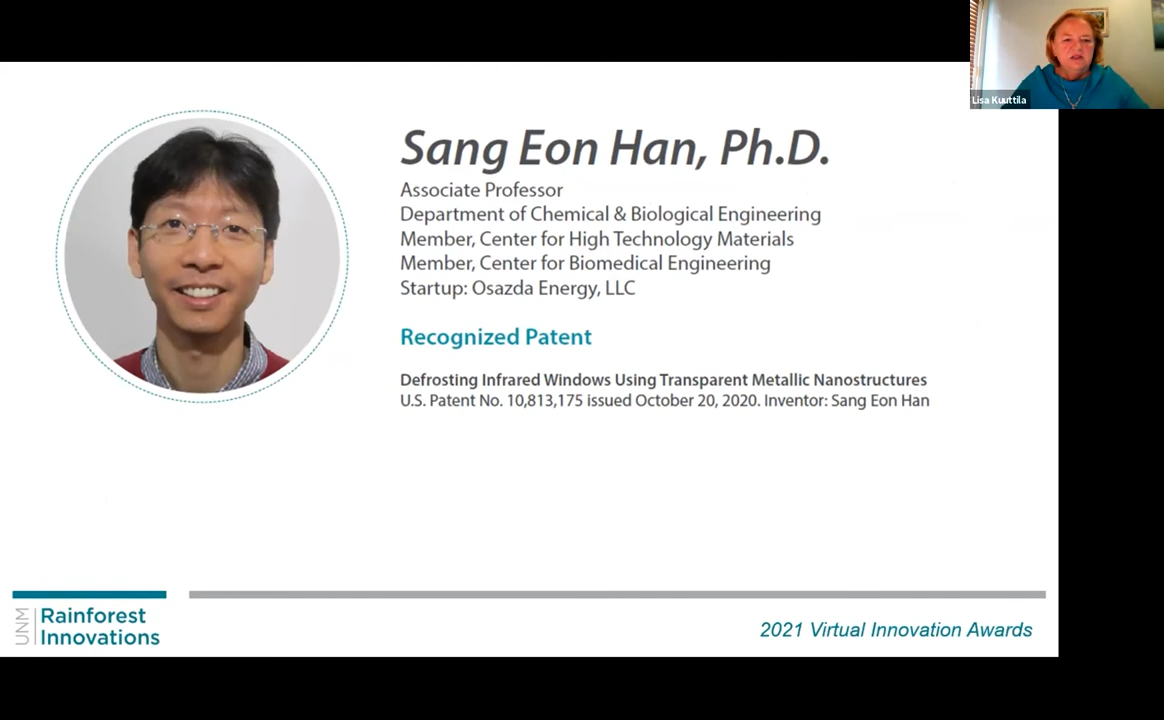 Lisa Kuuttila
Sang Eon Han, Ph.D.
Associate Professor
Department of Chemical & Biological Engineering
Member, Center for High Technology Materials
Member, Center for Biomedical Engineering
Startup: Osazda Energy, LLC
Recognized Patent
Defrosting Infrared Windows Using Transparent Metallic Nanostructures
U.S. Patent No. 10,813,175 issued October 20, 2020. Inventor: Sang Eon Han
UNM
Rainforest
Innovations
2021 Virtual Innovation Awards